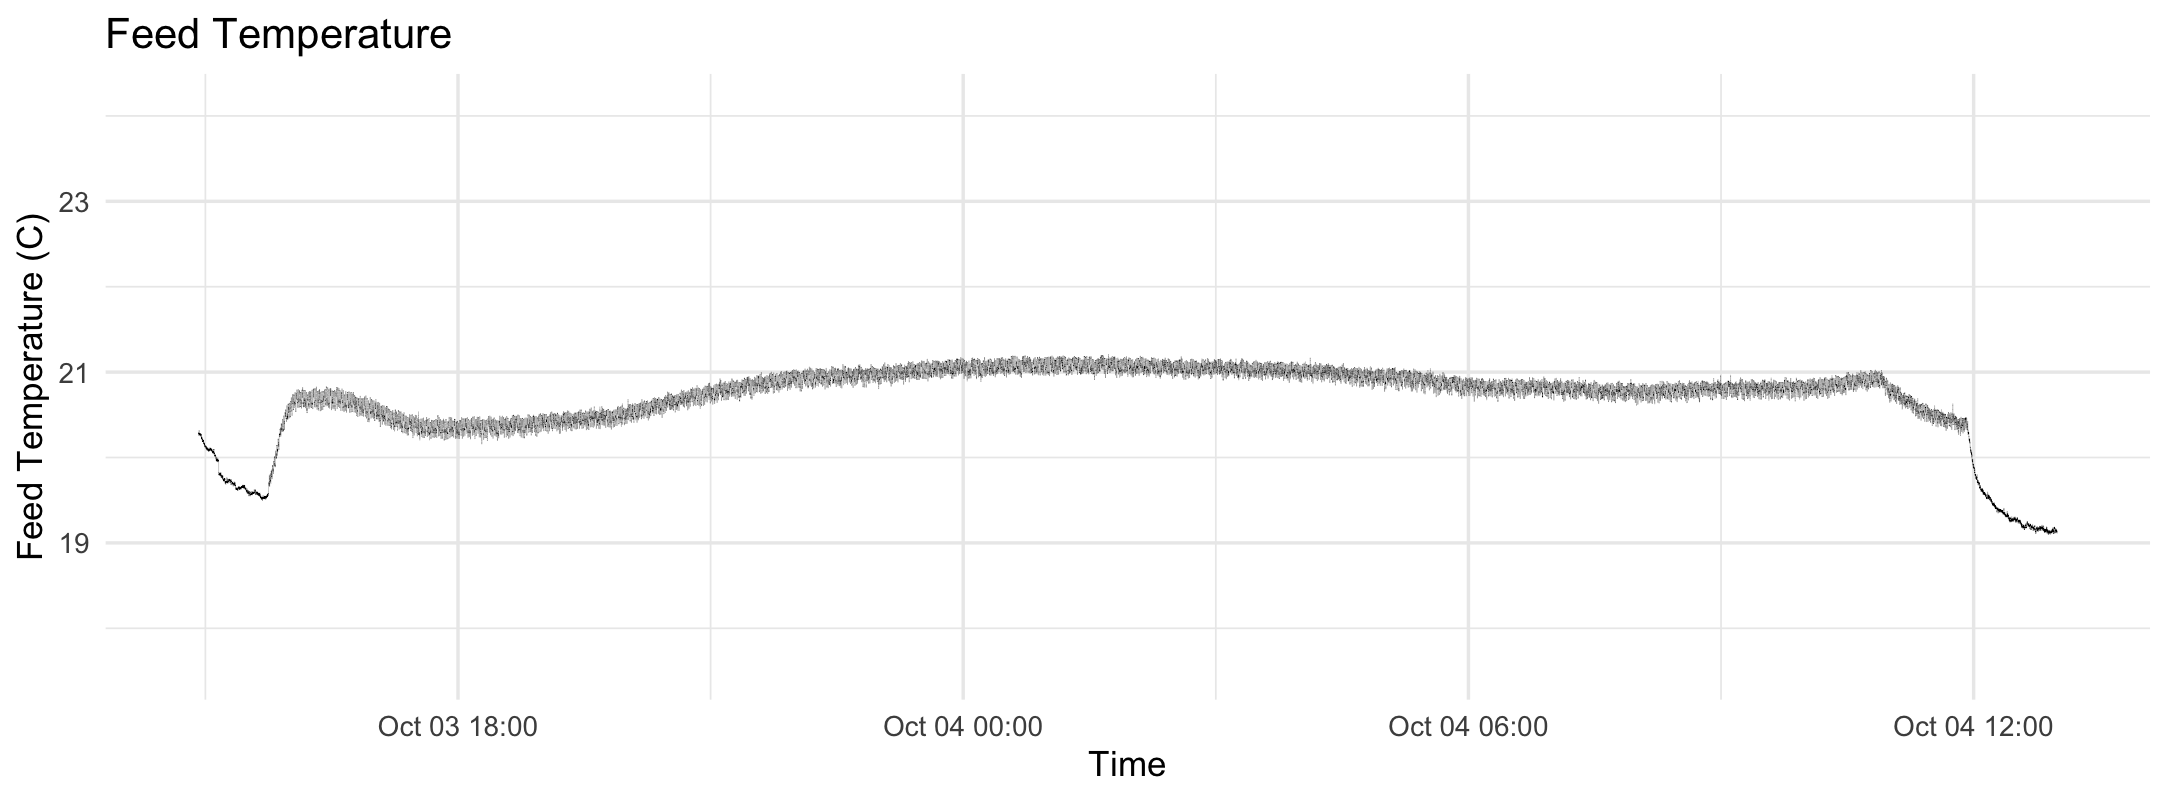 Feed Temperature
Feed Temperature (C)
23
21
19
Oct 03 18:00
Oct 04 00:00
Oct 04 06:00
Oct 04 12:00
Time